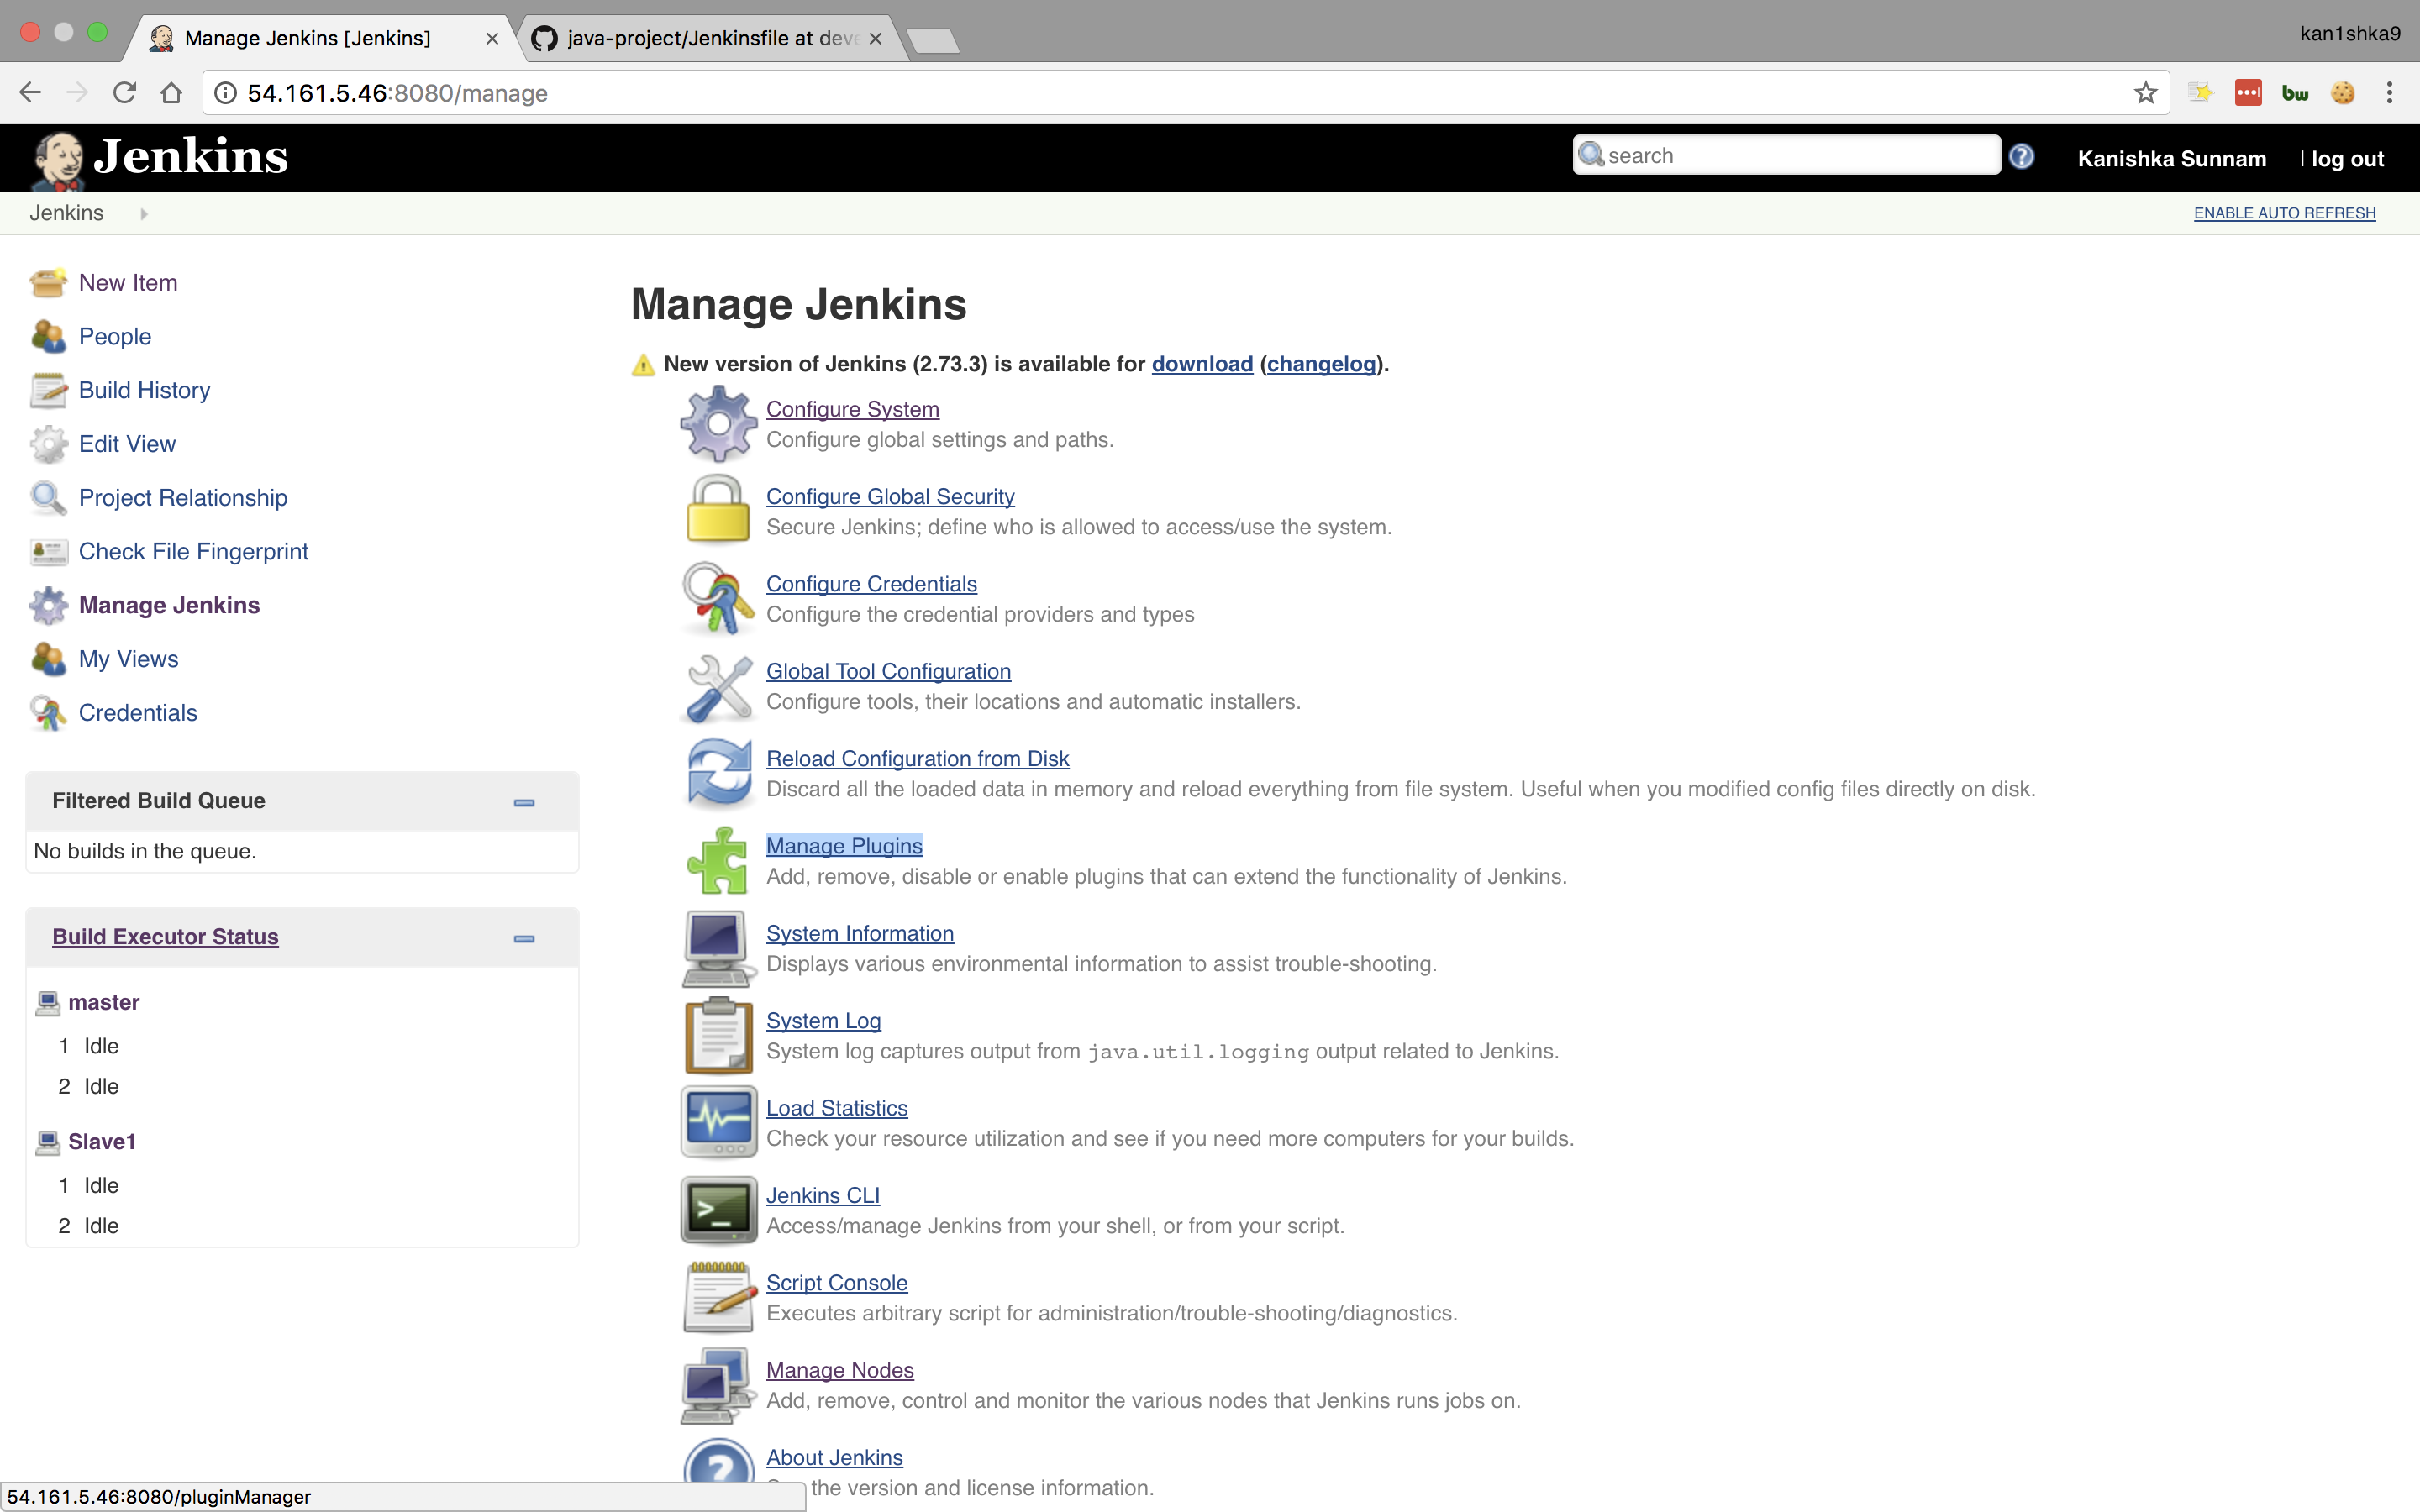 Manage Jenkins [Jenkins]
java-project/Jenkinsfile at deve
kan1shka9
54.161.5.46:8080/manage
bw
Jenkins
search
Kanishka Sunnam
| log out
Jenkins
ENABLE AUTO REFRESH
New Item
People
Build History
Edit View
Project Relationship
Check File Fingerprint
Manage Jenkins
My Views
Credentials
Filtered Build Queue
No builds in the queue.
Build Executor Status
master
1 Idle
2 Idle
Slave1
1 Idle
2 Idle
Manage Jenkins
New version of Jenkins (2.73.3) is available for download (changelog).
Configure System
Configure global settings and paths.
Configure Global Security
Secure Jenkins; define who is allowed to access/use the system.
Configure Credentials
Configure the credential providers and types
Global Tool Configuration
Configure tools, their locations and automatic installers.
Reload Configuration from Disk
Discard all the loaded data in memory and reload everything from file system. Useful when you modified config files directly on disk.
Manage Plugins
Add, remove, disable or enable plugins that can extend the functionality of Jenkins.
System Information
Displays various environmental information to assist trouble-shooting.
System Log
System log captures output from java.util.logging output related to Jenkins.
Load Statistics
Check your resource utilization and see if you need more computers for your builds.
Jenkins CLI
Access/manage Jenkins from your shell, or from your script.
Script Console
Executes arbitrary script for administration/trouble-shooting/diagnostics.
Manage Nodes
Add, remove, control and monitor the various nodes that Jenkins runs jobs on.
About Jenkins
the version and license information.
54.161.5.46:8080/pluginManager